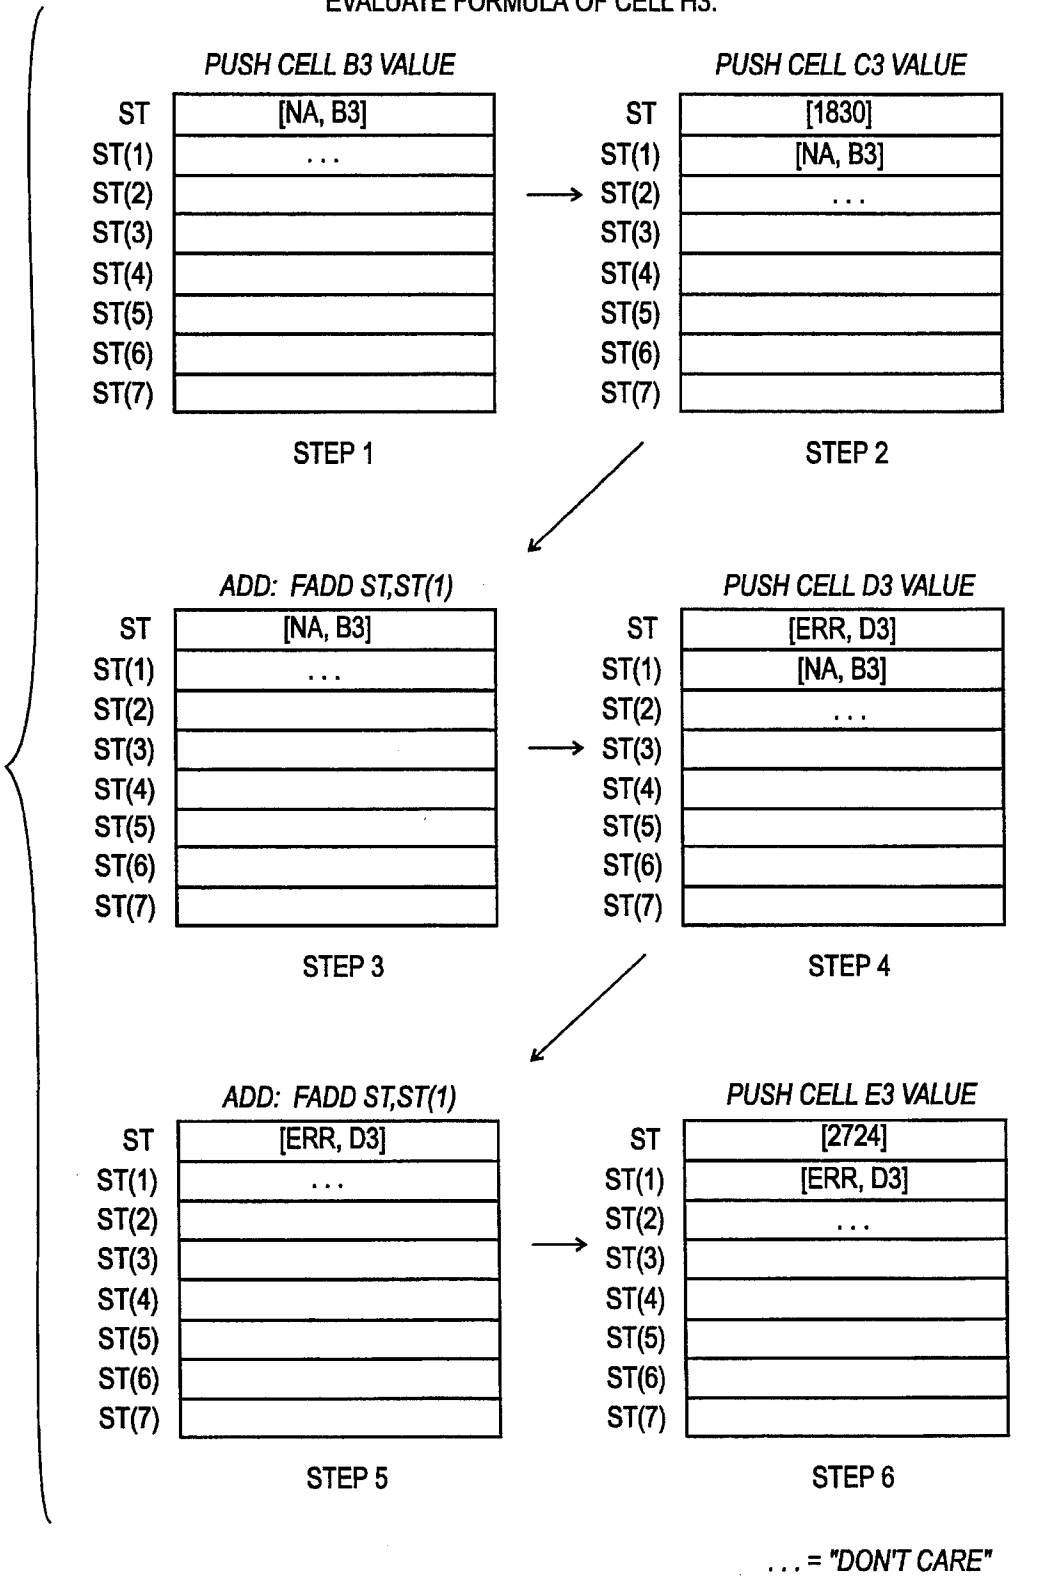 EVALUATE FORMULA OF CELL H3:
PUSH CELL B3 VALUE
ST [NA, B3]
ST(1) . . .
ST(2)
ST(3)
ST(4)
ST(5)
ST(6)
ST(7)
STEP 1
PUSH CELL C3 VALUE
ST [1830]
ST(1) [NA, B3]
ST(2) . . .
ST(3)
ST(4)
ST(5)
ST(6)
ST(7)
STEP 2
ADD: FADD ST,ST(1)
ST [NA, B3]
ST(1) . . .
ST(2)
ST(3)
ST(4)
ST(5)
ST(6)
ST(7)
STEP 3
PUSH CELL D3 VALUE
ST [ERR, D3]
ST(1) [NA, B3]
ST(2) . . .
ST(3)
ST(4)
ST(5)
ST(6)
ST(7)
STEP 4
ADD: FADD ST,ST(1)
ST [ERR, D3]
ST(1) . . .
ST(2)
ST(3)
ST(4)
ST(5)
ST(6)
ST(7)
STEP 5
PUSH CELL E3 VALUE
ST [2724]
ST(1) [ERR, D3]
ST(2) . . .
ST(3)
ST(4)
ST(5)
ST(6)
ST(7)
STEP 6
. . . = "DON'T CARE"